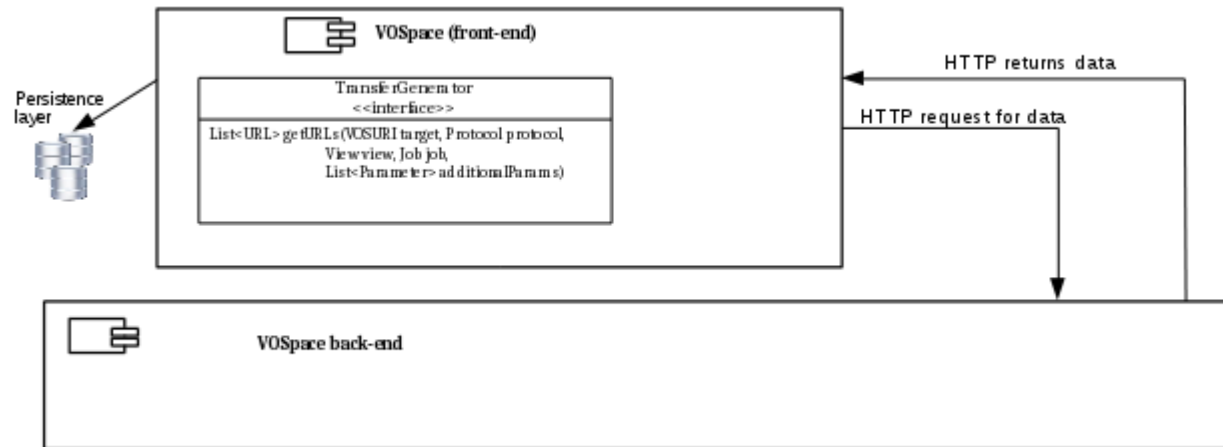 VOSpace (front-end)
HTTP returns data
TransferGenerator
<<interface>>
Persistence
layer
HTTP request for data
List<URL> getURLs(VOSURI target, Protocol protocol,
View view, Job job,
List<Parameter> additionalParams)
VOSpace back-end